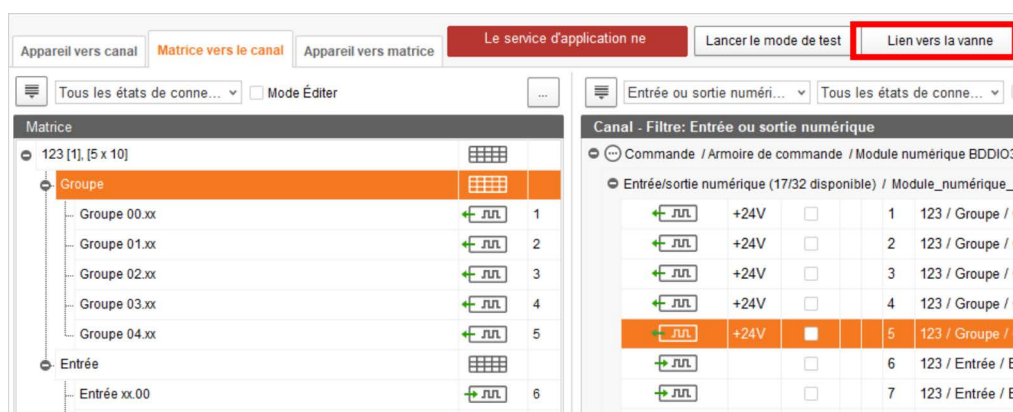 Appareil vers canal Matrice vers le canal Appareil vers matrice Le service d'application ne Lancer le mode de test Lien vers la vanne
Tous les états de conne... Mode Éditer ... Entrée ou sortie numéri... Tous les états de conne...
Matrice Canal - Filtre: Entrée ou sortie numérique
123 [1], [5 x 10] Commande / Armoire de commande / Module numérique BDDIO3
Groupe Entrée/sortie numérique (17/32 disponible) / Module_numérique_
Groupe 00.xx 1 +24V 1 123 / Groupe /
Groupe 01.xx 2 +24V 2 123 / Groupe /
Groupe 02.xx 3 +24V 3 123 / Groupe /
Groupe 03.xx 4 +24V 4 123 / Groupe /
Groupe 04.xx 5 +24V 5 123 / Groupe /
Entrée 6 123 / Entrée / E
Entrée xx.00 6 7 123 / Entrée / E